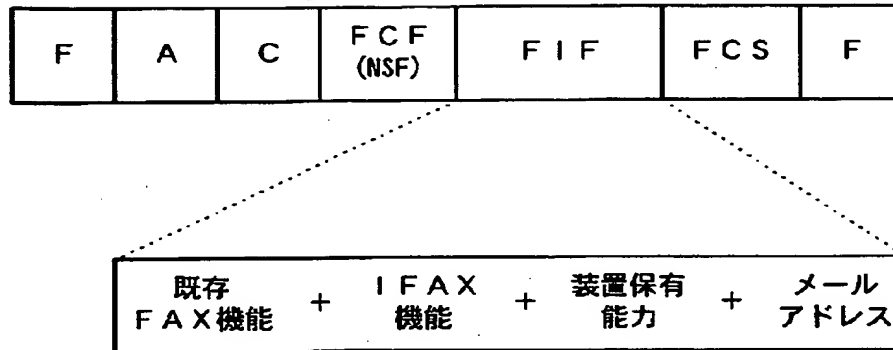 F A C FCF FIF FCS F
(NSF)
既存 IFAX 装置保有 メール
FAX機能 + 機能 + 能力 + アドレス